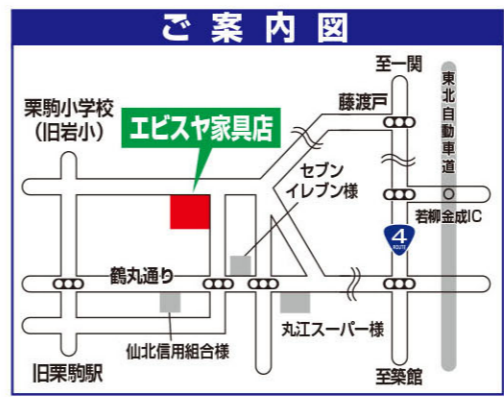 ご案内図
至一関
東北自動車道
藤渡戸
栗駒小学校
(旧岩小)
エビスヤ家具店
セブン
イレブン様
若柳金成IC
4
ROUTE
鶴丸通り
仙北信用組合様
丸江スーパー様
旧栗駒駅
至築館